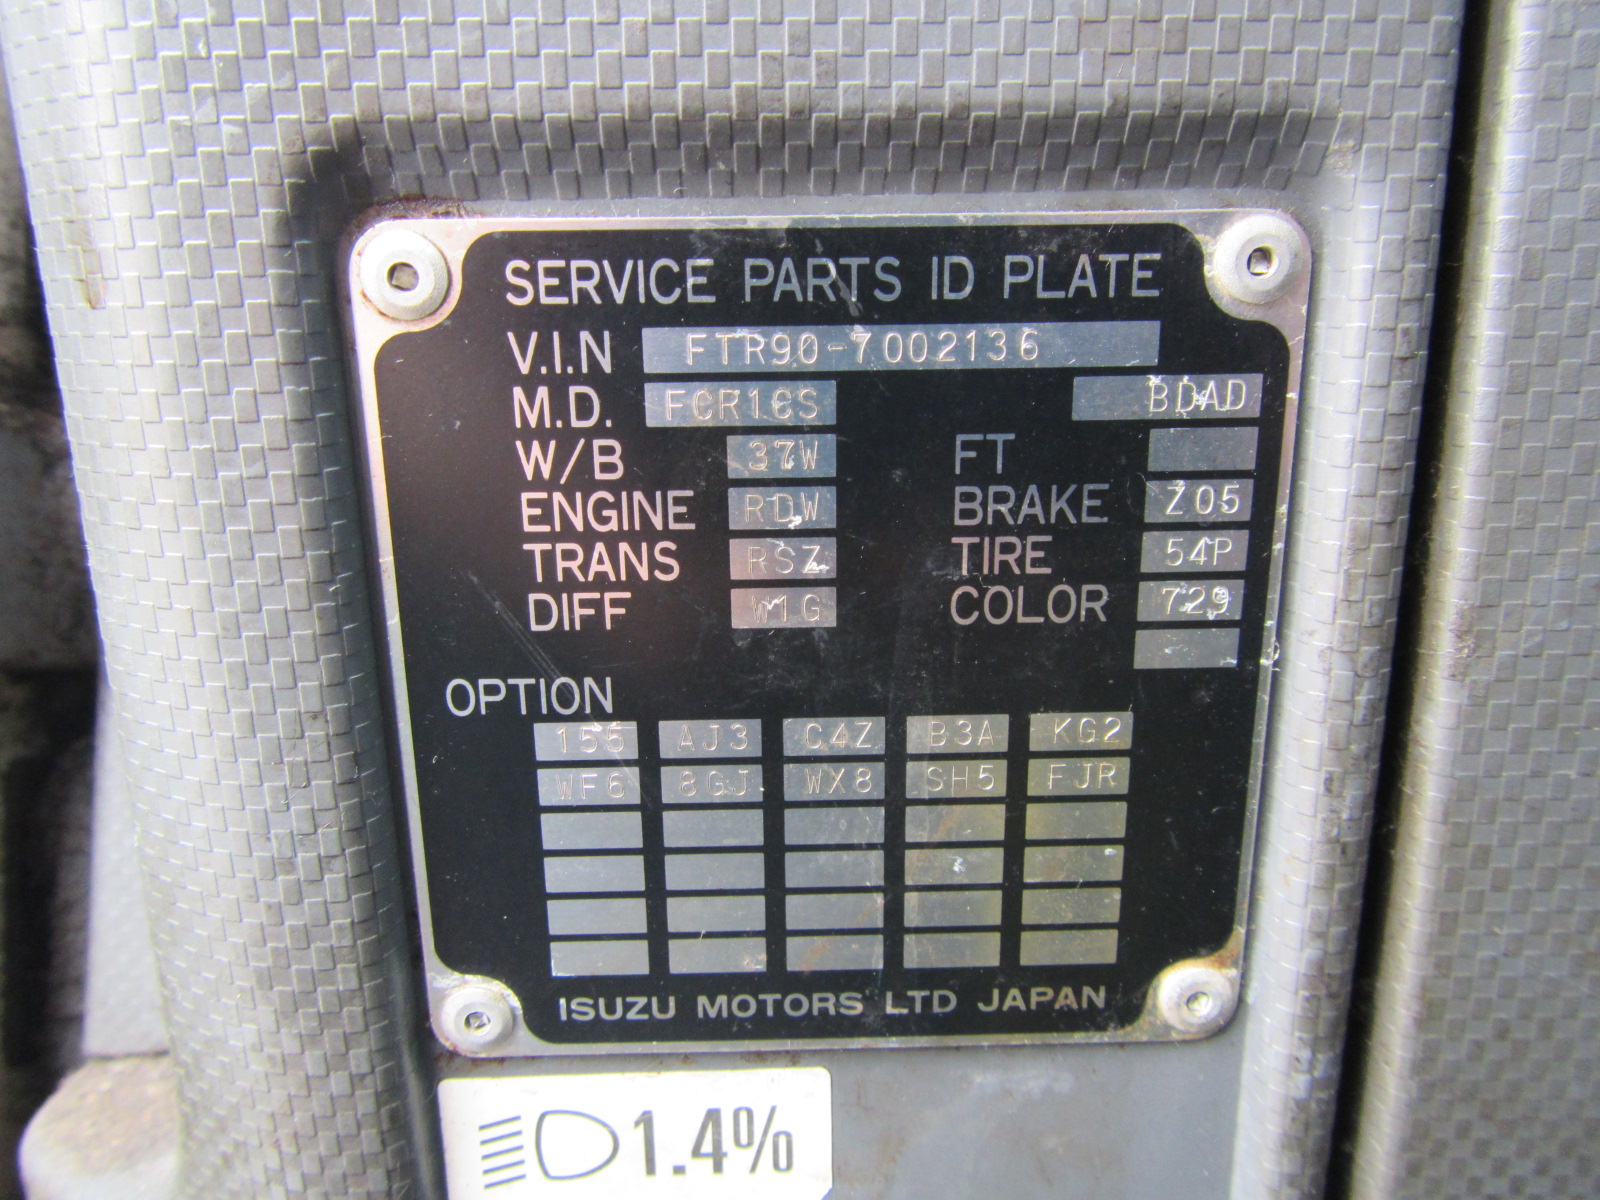 SERVICE PARTS ID PLATE
V.I.N FTR90-7002136
M.D. FCR1CS BDAD
W/B 37W FT
ENGINE RDW BRAKE Z05
TRANS RSZ TIRE 54P
DIFF W1G COLOR 729
OPTION
155 AJ3 C4Z B3A KG2
WF6 8GJ WX8 SH5 FJR
ISUZU MOTORS LTD JAPAN
1.4%